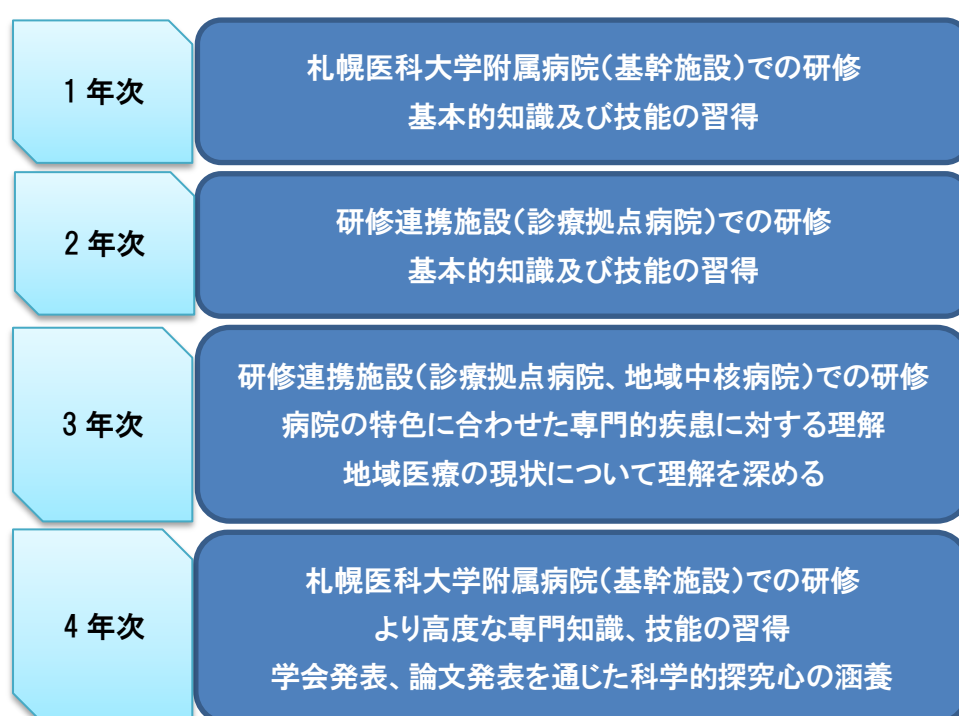 1 年次
札幌医科大学附属病院(基幹施設)での研修
基本的知識及び技能の習得
2 年次
研修連携施設(診療拠点病院)での研修
基本的知識及び技能の習得
3 年次
研修連携施設(診療拠点病院、地域中核病院)での研修
病院の特色に合わせた専門的疾患に対する理解
地域医療の現状について理解を深める
4 年次
札幌医科大学附属病院(基幹施設)での研修
より高度な専門知識、技能の習得
学会発表、論文発表を通じた科学的探究心の涵養